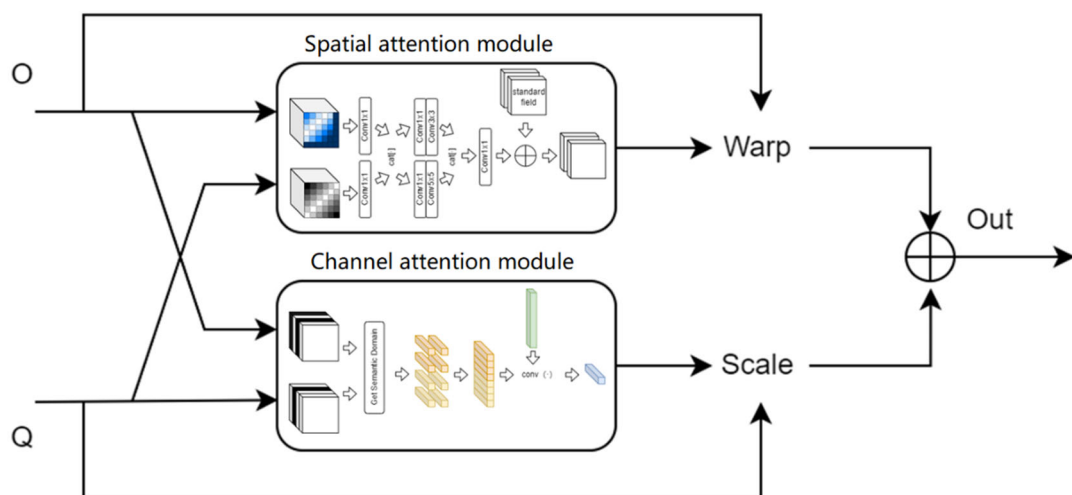 Spatial attention module
O
standard
field
Conv1x1
Conv1x1
cat[]
Conv1x1
Conv3x3
Conv1x1
Conv5x5
cat[]
Conv1x1
Warp
Out
Channel attention module
Get Semantic Domain
conv (·)
Scale
Q